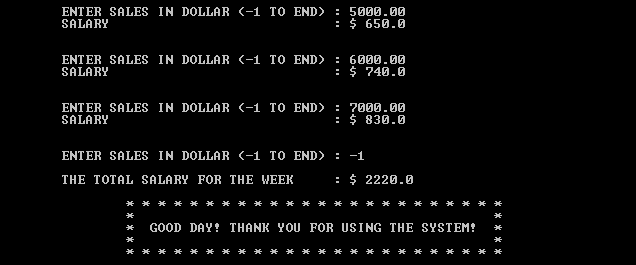 ENTER SALES IN DOLLAR (-1 TO END) : 5000.00
SALARY : $ 650.0
ENTER SALES IN DOLLAR (-1 TO END) : 6000.00
SALARY : $ 740.0
ENTER SALES IN DOLLAR (-1 TO END) : 7000.00
SALARY : $ 830.0
ENTER SALES IN DOLLAR (-1 TO END) : -1
THE TOTAL SALARY FOR THE WEEK : $ 2220.0
* * * * * * * * * * * * * * * * * * * * * * * *
* *
* GOOD DAY! THANK YOU FOR USING THE SYSTEM! *
* *
* * * * * * * * * * * * * * * * * * * * * * * *